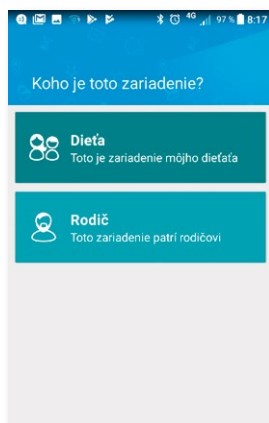 4G 97 % 8:17
Koho je toto zariadenie?
Dieťa
Toto je zariadenie môjho dieťaťa
Rodič
Toto zariadenie patrí rodičovi